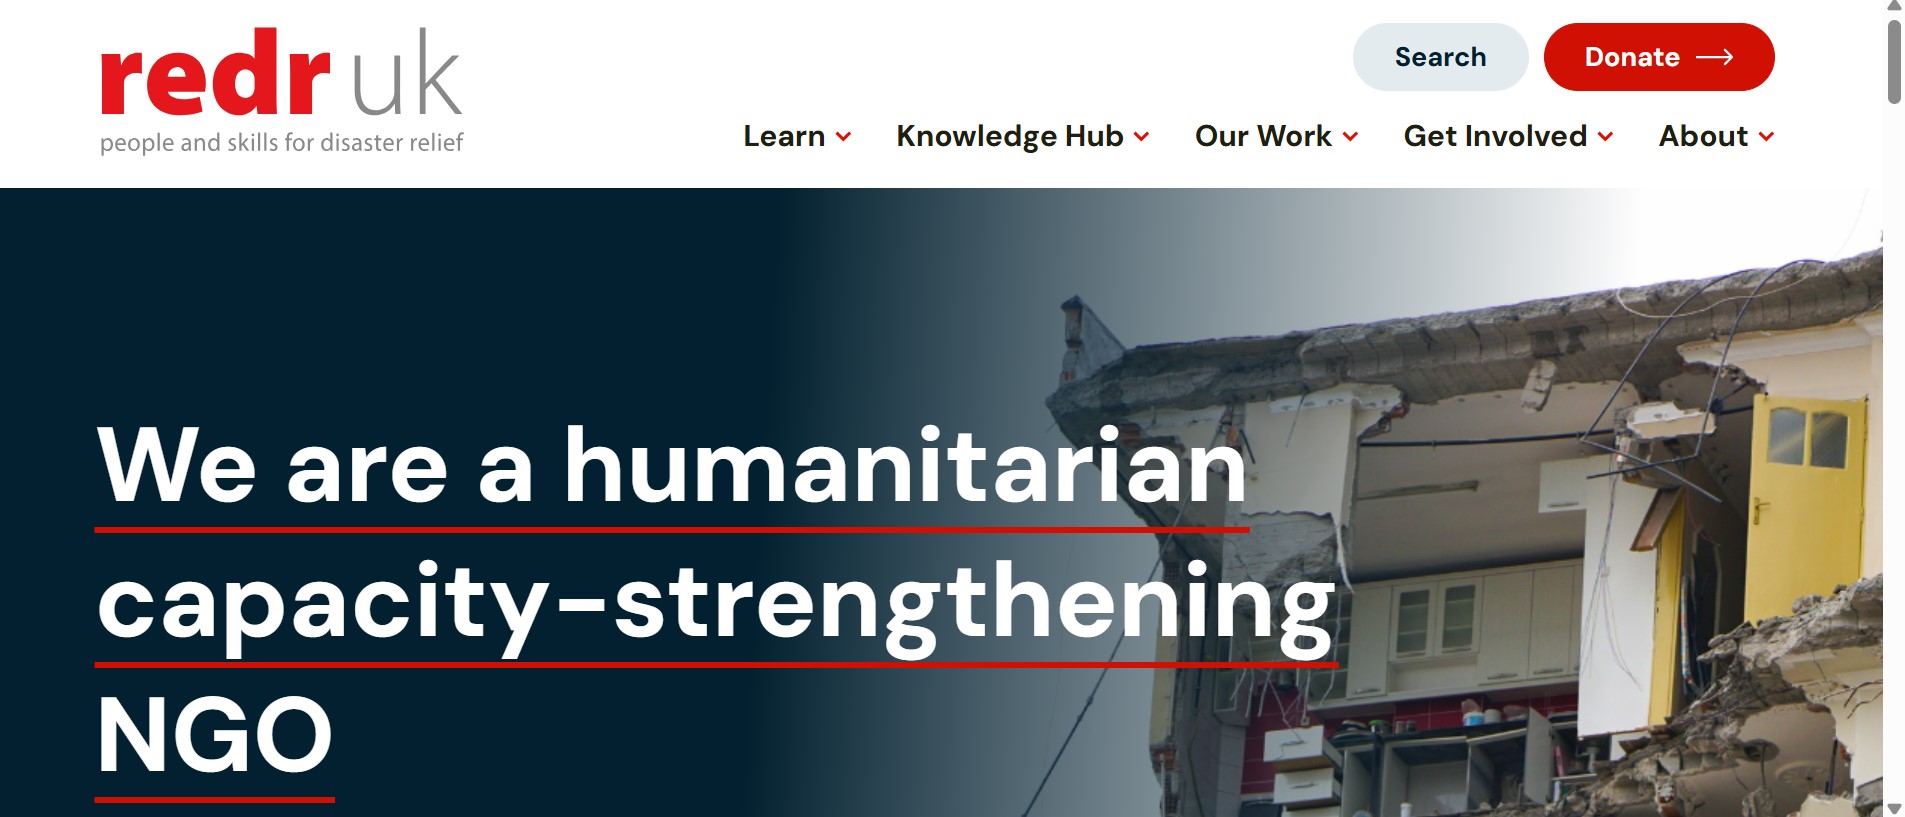 redr uk
people and skills for disaster relief
Search
Donate
Learn
Knowledge Hub
Our Work
Get Involved
About
We are a humanitarian
capacity-strengthening
NGO